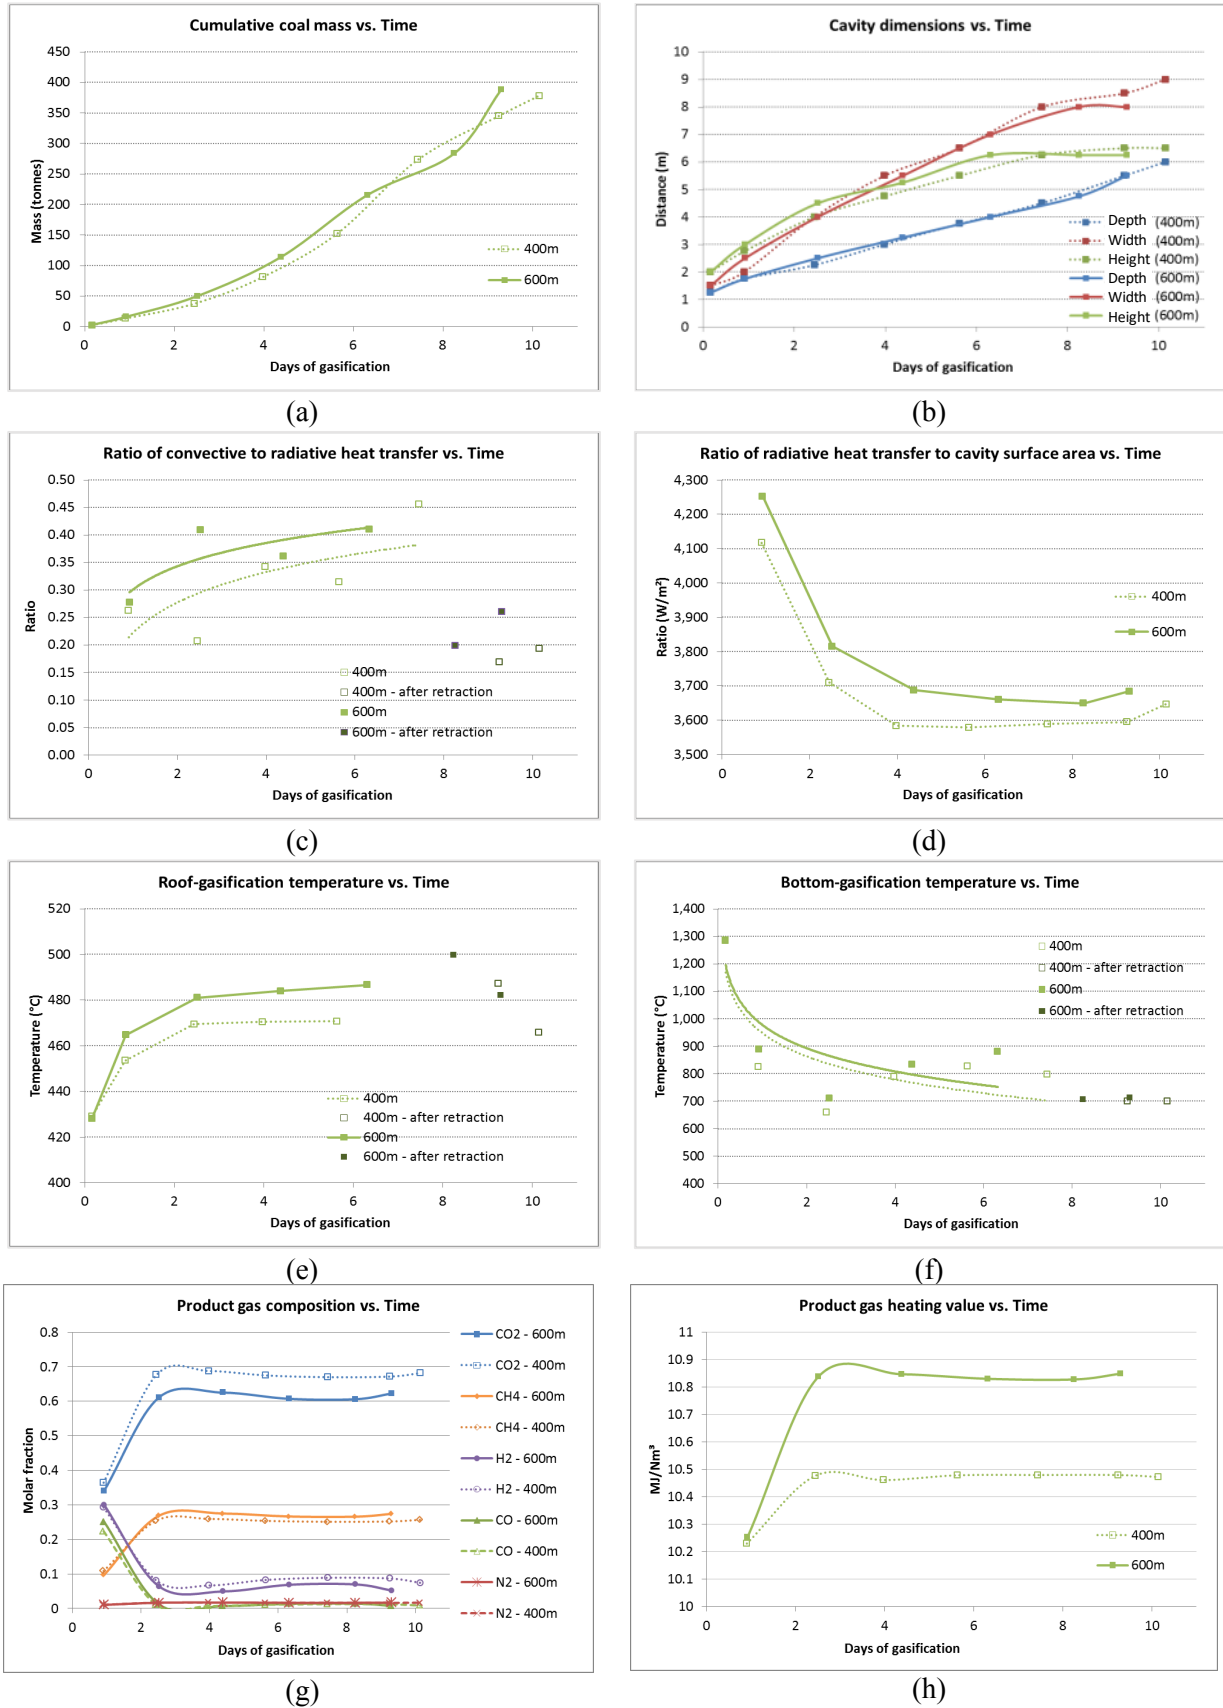 Cumulative coal mass vs. Time
450
400
350
300
250
200
150
100
50
0
Mass (tonnes)
400m
600m
0 2 4 6 8 10 12
Days of gasification
(a)
Cavity dimensions vs. Time
10
9
8
7
6
5
4
3
2
1
0
Distance (m)
Depth (400m)
Width (400m)
Height (400m)
Depth (600m)
Width (600m)
Height (600m)
0 2 4 6 8 10
Days of gasification
(b)
Ratio of convective to radiative heat transfer vs. Time
0.50
0.45
0.40
0.35
0.30
0.25
0.20
0.15
0.10
0.05
0.00
Ratio
400m
400m - after retraction
600m
600m - after retraction
0 2 4 6 8 10 12
Days of gasification
(c)
Ratio of radiative heat transfer to cavity surface area vs. Time
4,300
4,200
4,100
4,000
3,900
3,800
3,700
3,600
3,500
Ratio (W/m²)
400m
600m
0 2 4 6 8 10
Days of gasification
(d)
Roof-gasification temperature vs. Time
520
500
480
460
440
420
400
Temperature (°C)
400m
400m - after retraction
600m
600m - after retraction
0 2 4 6 8 10 12
Days of gasification
(e)
Bottom-gasification temperature vs. Time
1,400
1,300
1,200
1,100
1,000
900
800
700
600
500
400
Temperature (°C)
400m
400m - after retraction
600m
600m - after retraction
0 2 4 6 8 10
Days of gasification
(f)
Product gas composition vs. Time
0.8
0.7
0.6
0.5
0.4
0.3
0.2
0.1
0
Molar fraction
CO2 - 600m
CO2 - 400m
CH4 - 600m
CH4 - 400m
H2 - 600m
H2 - 400m
CO - 600m
CO - 400m
N2 - 600m
N2 - 400m
0 2 4 6 8 10
Days of gasification
(g)
Product gas heating value vs. Time
11
10.9
10.8
10.7
10.6
10.5
10.4
10.3
10.2
10.1
10
MJ/Nm³
400m
600m
0 2 4 6 8 10
Days of gasification
(h)